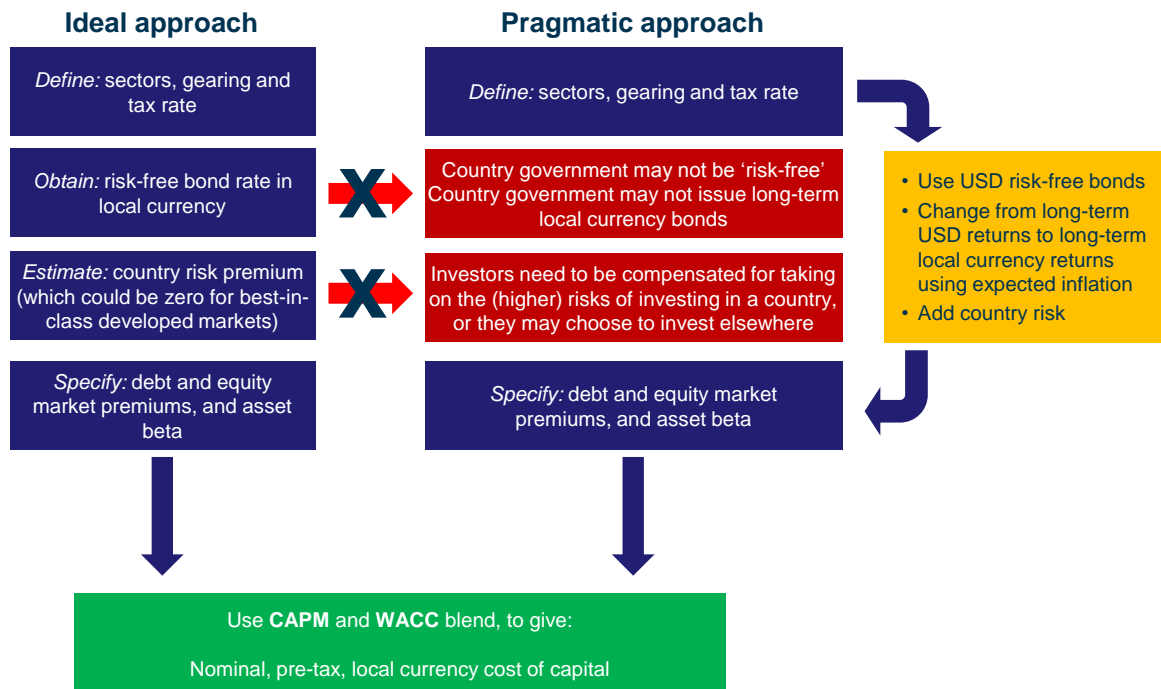 Ideal approach
Define: sectors, gearing and
tax rate
Obtain: risk-free bond rate in
local currency
X
Estimate: country risk premium
(which could be zero for best-in-
class developed markets)
X
Specify: debt and equity
market premiums, and asset
beta
Pragmatic approach
Define: sectors, gearing and tax rate
Country government may not be ‘risk-free’
Country government may not issue long-term
local currency bonds
Investors need to be compensated for taking
on the (higher) risks of investing in a country,
or they may choose to invest elsewhere
• Use USD risk-free bonds
• Change from long-term
USD returns to long-term
local currency returns
using expected inflation
• Add country risk
Specify: debt and equity market
premiums, and asset beta
Use CAPM and WACC blend, to give:
Nominal, pre-tax, local currency cost of capital